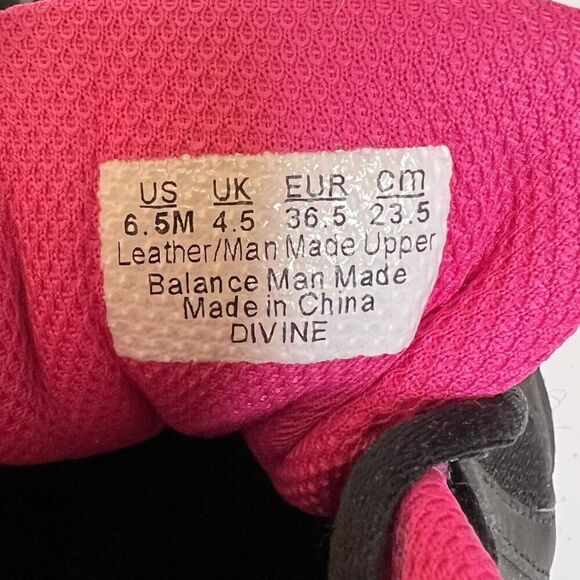 US UK EUR cm
6.5M 4.5 36.5 23.5
Leather/Man Made Upper
Balance Man Made
Made in China
DIVINE